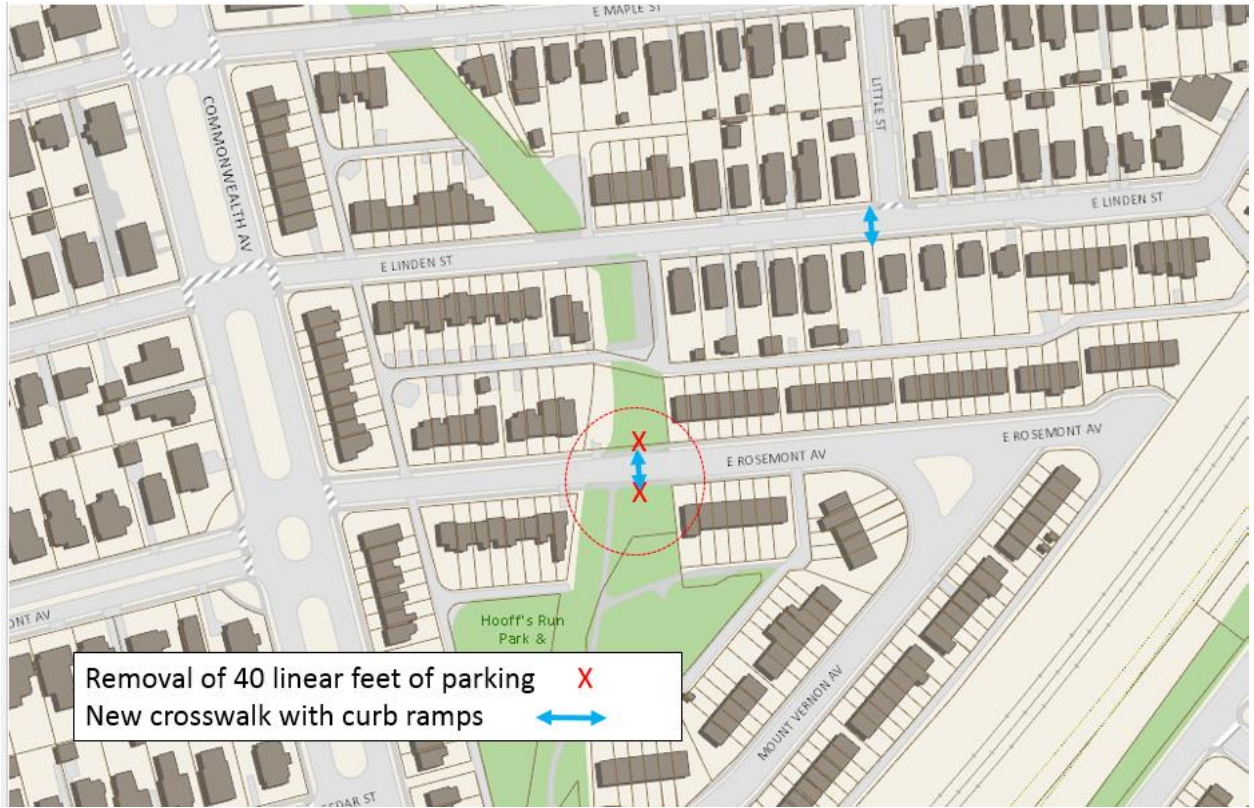 E MAPLE ST
COMMONWEALTH AV
LITTLE ST
E LINDEN ST
E LINDEN ST
E ROSEMONT AV
E ROSEMONT AV
ONT AV
Hooff's Run
Park &
MOUNT VERNON AV
Removal of 40 linear feet of parking X
New crosswalk with curb ramps
EDAR ST
X
X